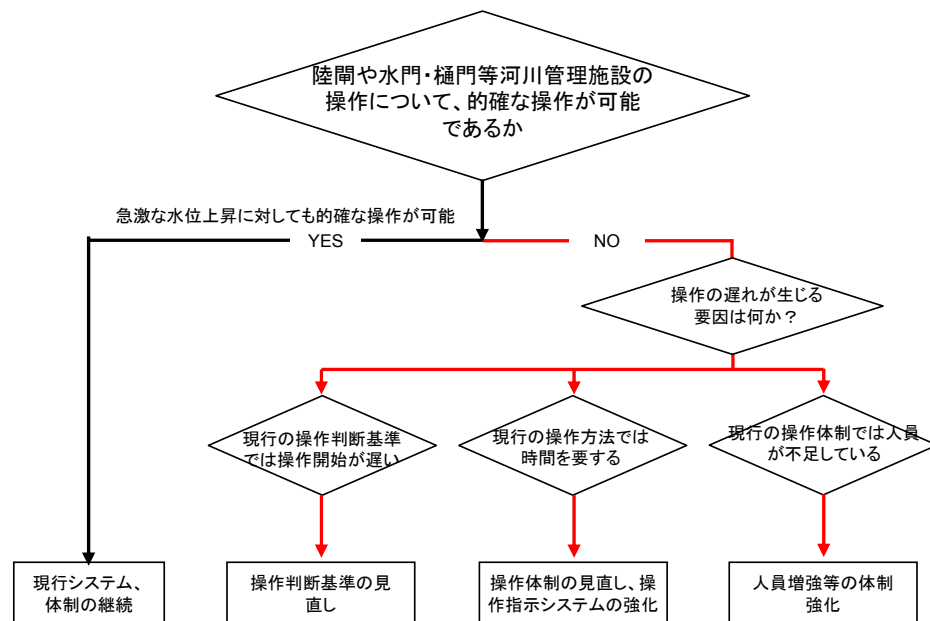 陸閘や水門・樋門等河川管理施設の
操作について、的確な操作が可能
であるか
急激な水位上昇に対しても的確な操作が可能
YES
NO
操作の遅れが生じる
要因は何か？
現行の操作判断基準
では操作開始が遅い
現行の操作方法では
時間を要する
現行の操作体制では人員
が不足している
現行システム、
体制の継続
操作判断基準の見
直し
操作体制の見直し、操
作指示システムの強化
人員増強等の体制
強化